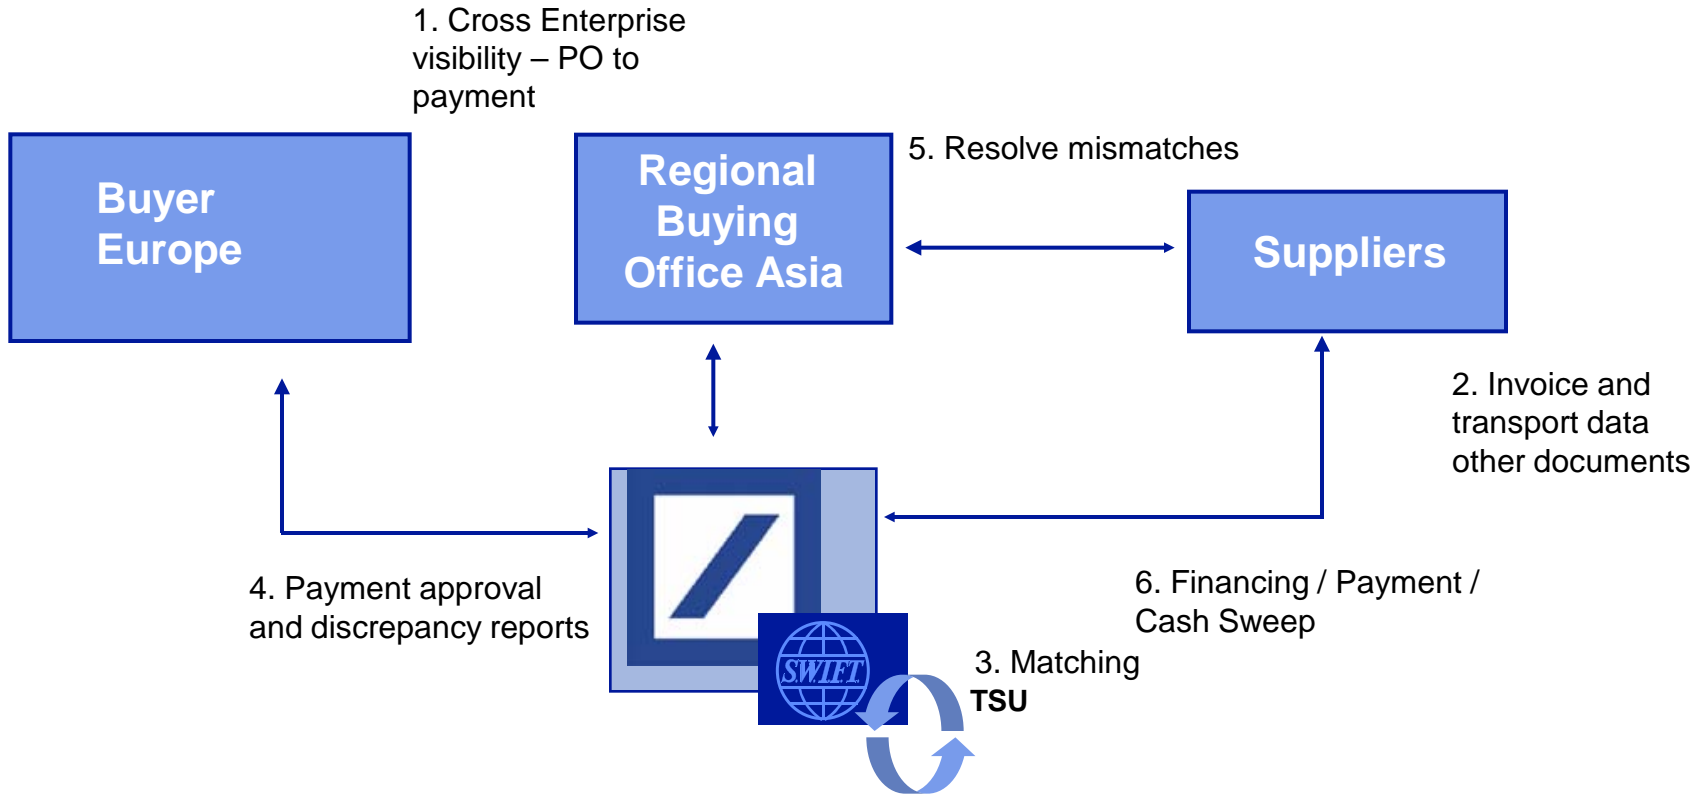 1. Cross Enterprise
visibility – PO to
payment
Buyer
Europe
Regional
Buying
Office Asia
5. Resolve mismatches
Suppliers
2. Invoice and
transport data
other documents
4. Payment approval
and discrepancy reports
6. Financing / Payment /
Cash Sweep
S.W.I.F.T.
3. Matching
TSU